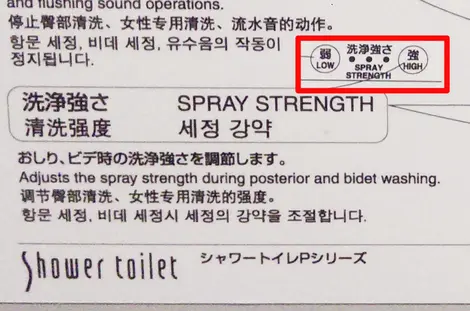 and flushing sound operations.
停止臀部清洗、女性专用清洗、流水音的动作。
항문 세정, 비데 세정, 유수음의 작동이
정지됩니다.
弱 洗浄強さ 強
LOW ● ● ● HIGH
SPRAY
STRENGTH
洗浄強さ SPRAY STRENGTH
清洗强度 세정 강약
おしり、ビデ時の洗浄強さを調節します。
Adjusts the spray strength during posterior and bidet washing.
调节臀部清洗、女性专用清洗的强度。
항문 세정, 비데 세정시 세정의 강약을 조절합니다.
Shower toilet シャワートイレPシリーズ